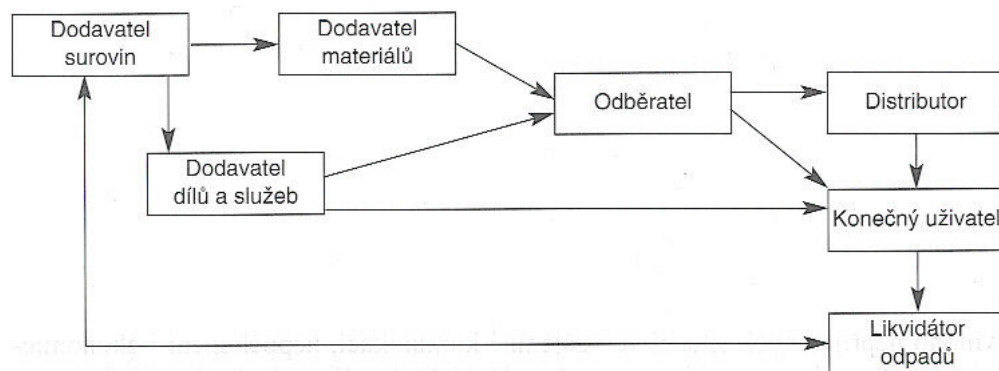 Dodavatel
surovin
Dodavatel
materiálů
Odběratel
Distributor
Dodavatel
dílů a služeb
Konečný uživatel
Likvidátor
odpadů